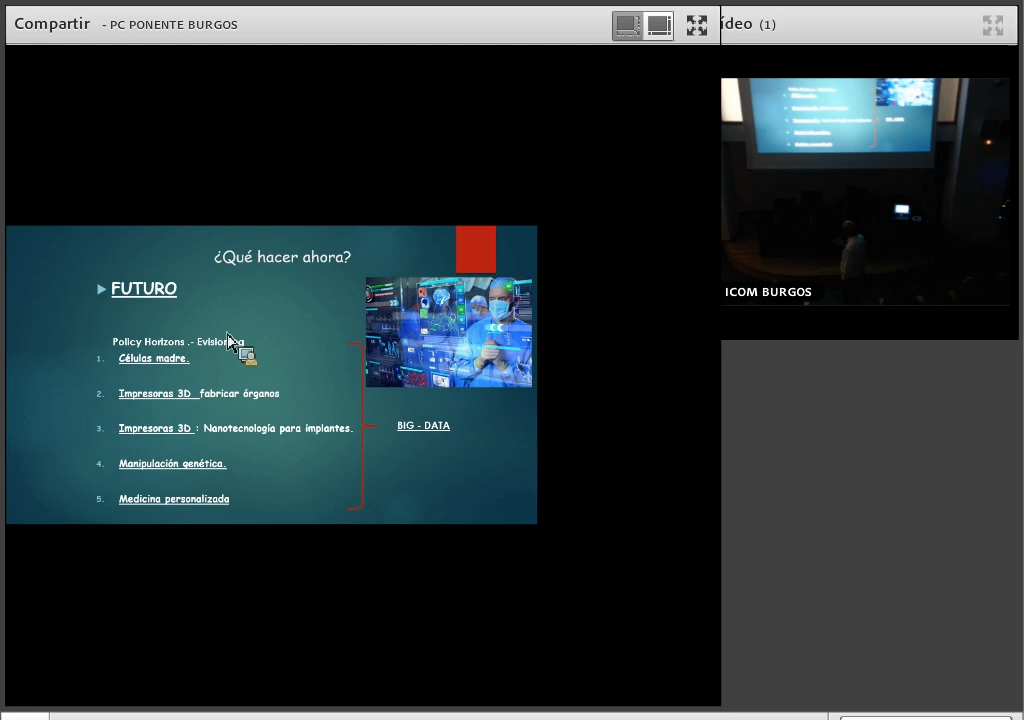 Compartir - PC PONENTE BURGOS
ídeo (1)
¿Qué hacer ahora?
FUTURO
Policy Horizons .-
1. Células madre.
2. Impresoras 3D fabricar órganos
3. Impresoras 3D : Nanotecnología para implantes.
4. Manipulación genética.
5. Medicina personalizada
BIG - DATA
ICOM BURGOS